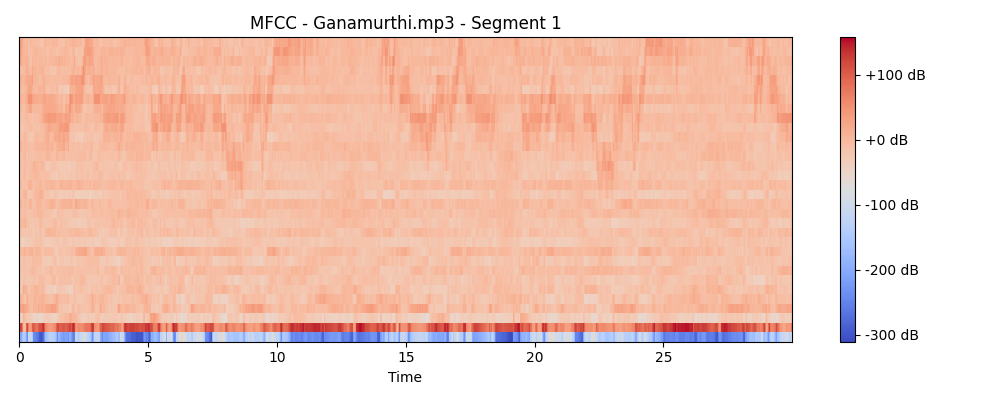 MFCC - Ganamurthi.mp3 - Segment 1
+100 dB
+0 dB
-100 dB
-200 dB
-300 dB
0 5 10 15 20 25
Time